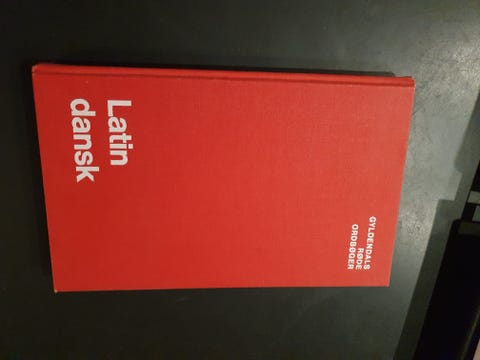 Latin
dansk
GYLDENDALS
RØDE
ORDBØGER